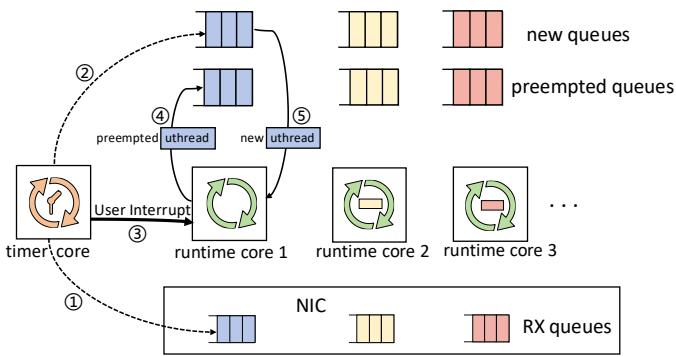 new queues
②
preempted queues
④
⑤
preempted uthread
new uthread
User Interrupt
③
timer core
runtime core 1
runtime core 2
runtime core 3
. . .
①
NIC
RX queues